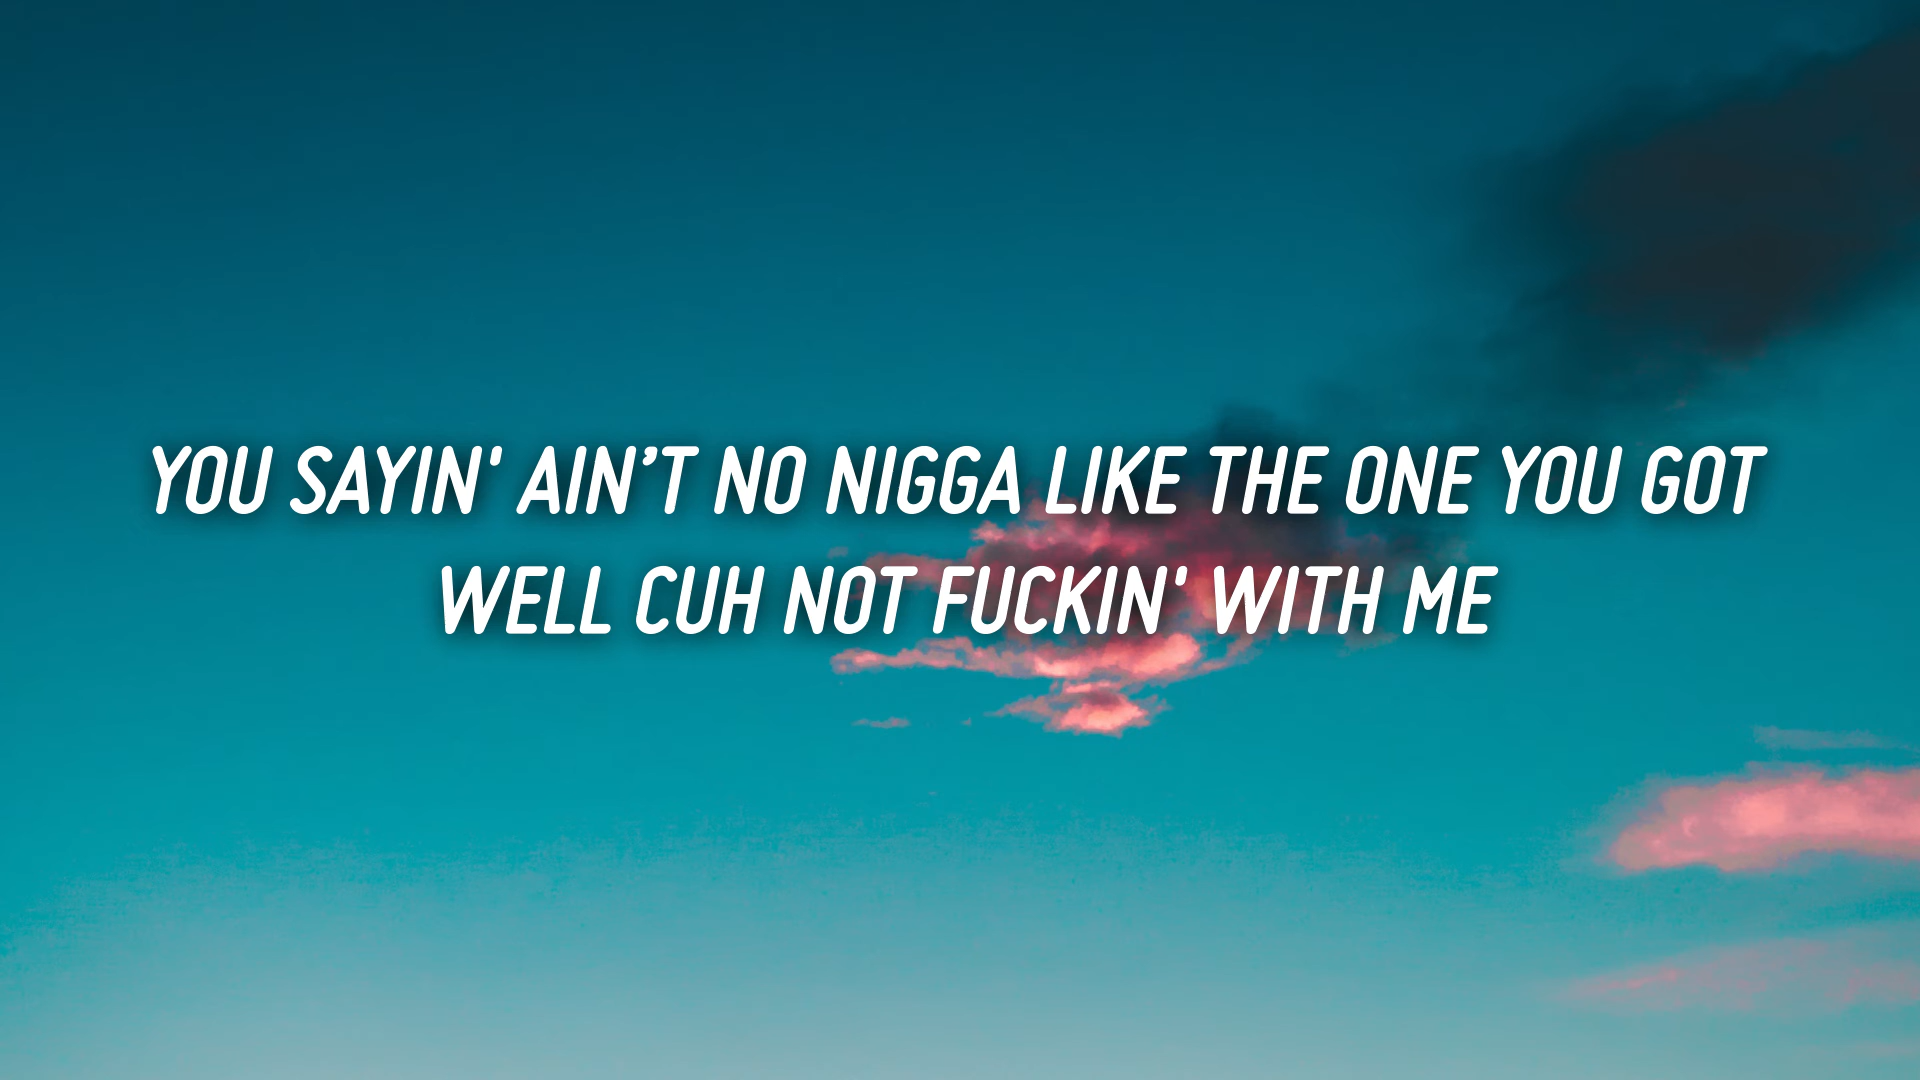 YOU SAYIN' AIN’T NO NIGGA LIKE THE ONE YOU GOT
WELL CUH NOT FUCKIN' WITH ME